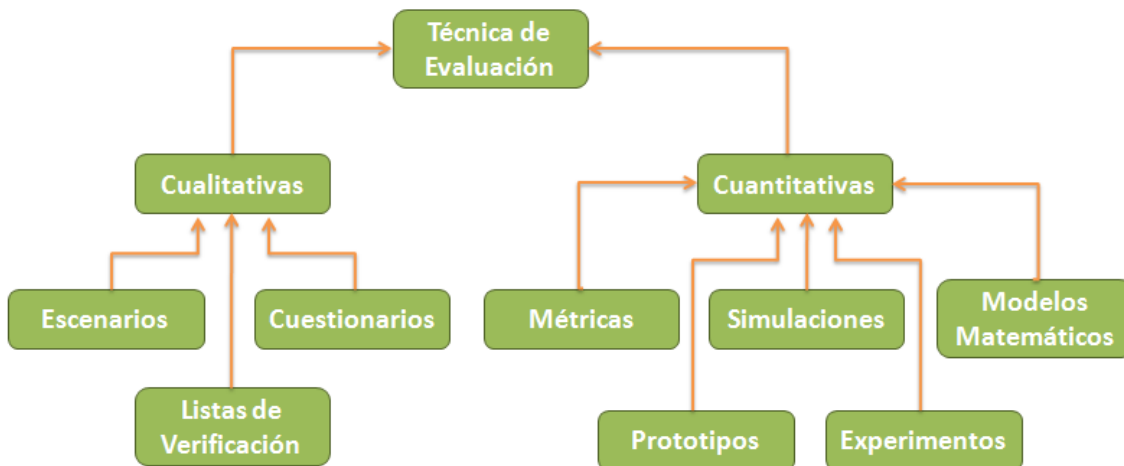 Técnica de
Evaluación
Cualitativas
Cuantitativas
Escenarios
Cuestionarios
Métricas
Simulaciones
Modelos
Matemáticos
Listas de
Verificación
Prototipos
Experimentos